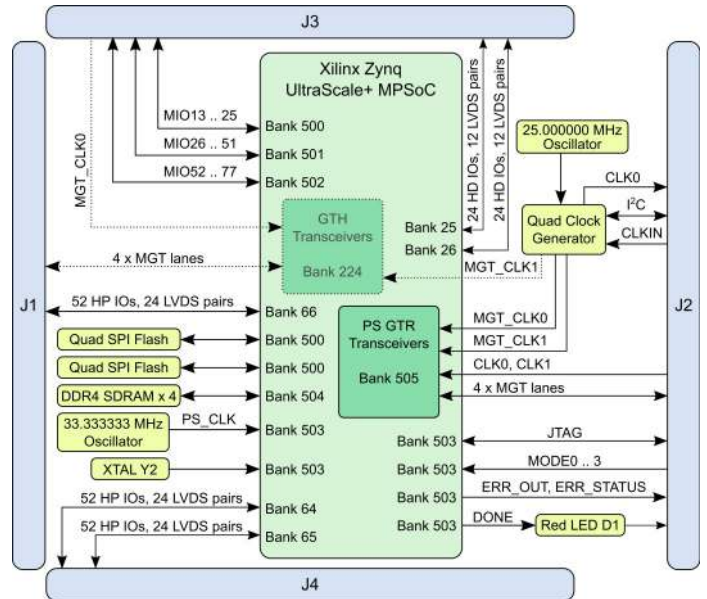 J3
Xilinx Zynq
UltraScale+ MPSoC
MIO13 .. 25
Bank 500
MIO26 .. 51
Bank 501
MIO52 .. 77
Bank 502
MGT_CLK0
24 HD IOs, 12 LVDS pairs
24 HD IOs, 12 LVDS pairs
25.000000 MHz
Oscillator
CLK0
I²C
CLKIN
Quad Clock
Generator
GTH
Transceivers
Bank 224
Bank 25
Bank 26
MGT_CLK1
4 x MGT lanes
J1
J2
52 HP IOs, 24 LVDS pairs
Bank 66
Quad SPI Flash
Bank 500
Quad SPI Flash
Bank 500
DDR4 SDRAM x 4
Bank 504
33.333333 MHz
Oscillator
PS_CLK
Bank 503
XTAL Y2
Bank 503
PS GTR
Transceivers
Bank 505
MGT_CLK0
MGT_CLK1
CLK0, CLK1
4 x MGT lanes
Bank 503
JTAG
Bank 503
MODE0 .. 3
Bank 503
ERR_OUT, ERR_STATUS
Bank 503
DONE
Red LED D1
52 HP IOs, 24 LVDS pairs
Bank 64
52 HP IOs, 24 LVDS pairs
Bank 65
J4